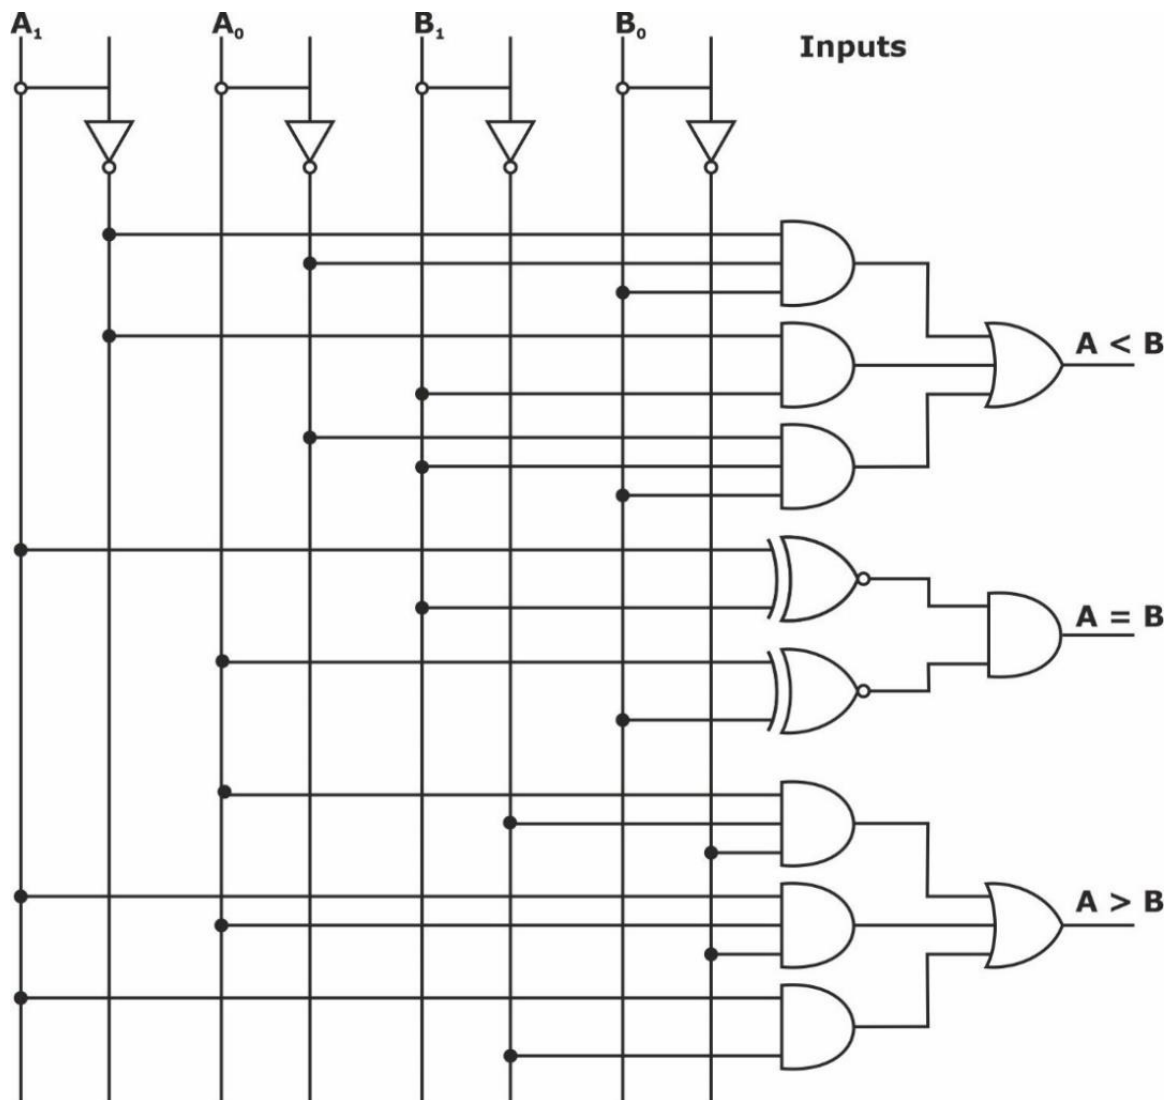 A₁ A₀ B₁ B₀
Inputs
A < B
A = B
A > B